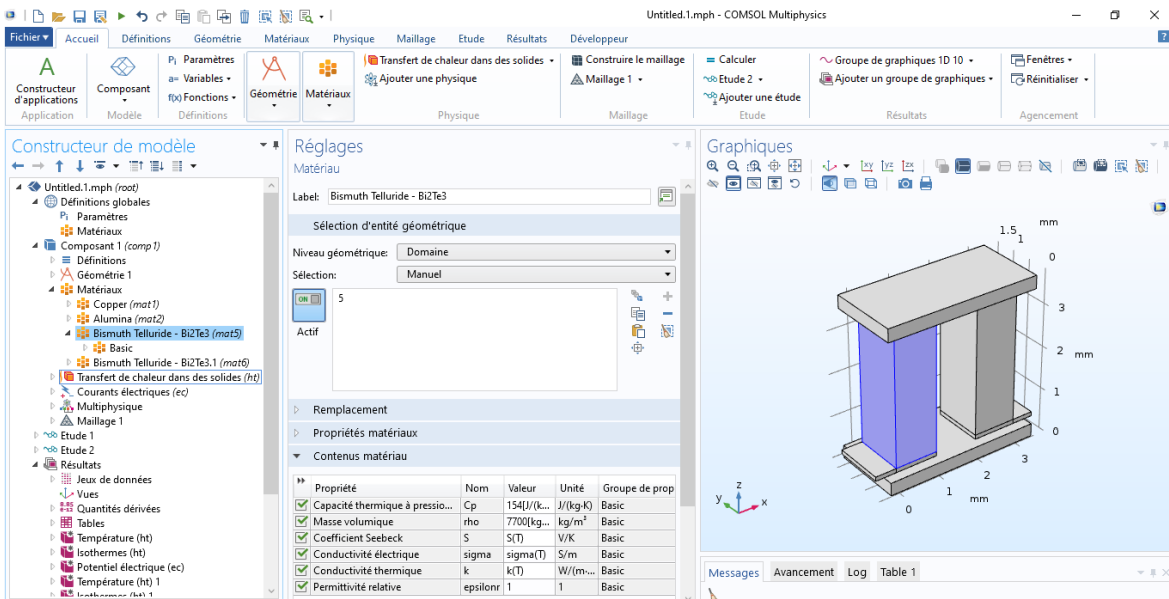 Untitled.1.mph - COMSOL Multiphysics
Fichier Accueil Définitions Géométrie Matériaux Physique Maillage Etude Résultats Développeur
A
Constructeur d'applications
Application
Composant
Modèle
Pi Paramètres
a= Variables
f(x) Fonctions
Définitions
Géométrie
Matériaux
Transfert de chaleur dans des solides
Ajouter une physique
Physique
Construire le maillage
Maillage 1
Maillage
= Calculer
Etude 2
Ajouter une étude
Etude
Groupe de graphiques 1D 10
Ajouter un groupe de graphiques
Résultats
Fenêtres
Réinitialiser
Agencement
Constructeur de modèle
Untitled.1.mph (root)
Définitions globales
Pi Paramètres
Matériaux
Composant 1 (comp1)
Définitions
Géométrie 1
Matériaux
Copper (mat1)
Alumina (mat2)
Bismuth Telluride - Bi2Te3 (mat5)
Basic
Bismuth Telluride - Bi2Te3.1 (mat6)
Transfert de chaleur dans des solides (ht)
Courants électriques (ec)
Multiphysique
Maillage 1
Etude 1
Etude 2
Résultats
Jeux de données
Vues
Quantités dérivées
Tables
Température (ht)
Isothermes (ht)
Potentiel électrique (ec)
Température (ht) 1
Isothermes (ht) 1
Réglages
Matériau
Label: Bismuth Telluride - Bi2Te3
Sélection d'entité géométrique
Niveau géométrique: Domaine
Sélection: Manuel
ON
Actif
5
Remplacement
Propriétés matériaux
Contenus matériau
Propriété Nom Valeur Unité Groupe de prop
Capacité thermique à pressio... Cp 154[J/(k... J/(kg·K) Basic
Masse volumique rho 7700[kg... kg/m³ Basic
Coefficient Seebeck S S(T) V/K Basic
Conductivité électrique sigma sigma(T) S/m Basic
Conductivité thermique k k(T) W/(m·... Basic
Permittivité relative epsilonr 1 1 Basic
Graphiques
xy yz zx
mm
1.5
1
0
3
2 mm
1
0
3
2
1 mm
0
z
y x
Messages Avancement Log Table 1